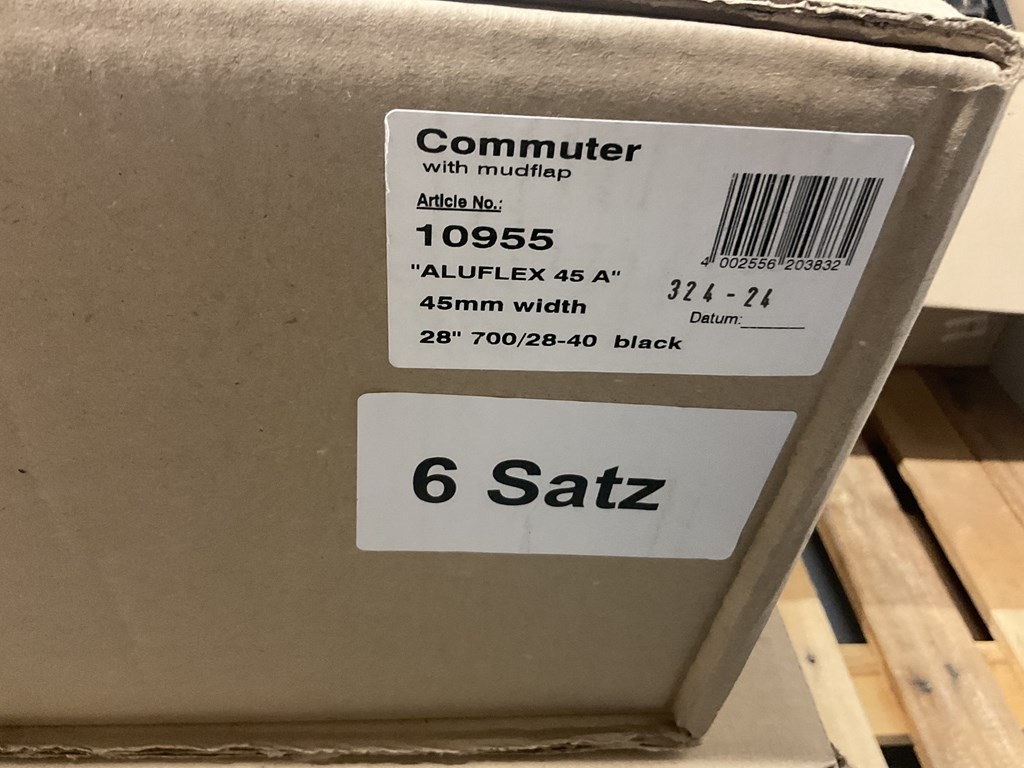 Commuter
with mudflap
Article No.:
10955
"ALUFLEX 45 A"
45mm width
28" 700/28-40 black
4 002556 203832
324-24
Datum:
6 Satz